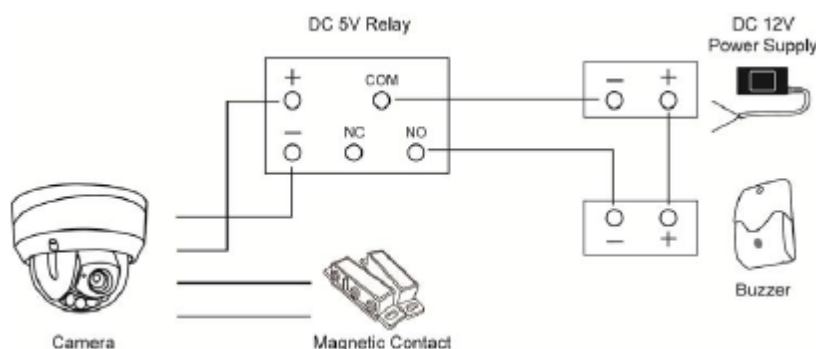 DC 5V Relay
DC 12V
Power Supply
+
COM
−
+
−
NC
NO
−
+
Buzzer
Camera
Magnetic Contact